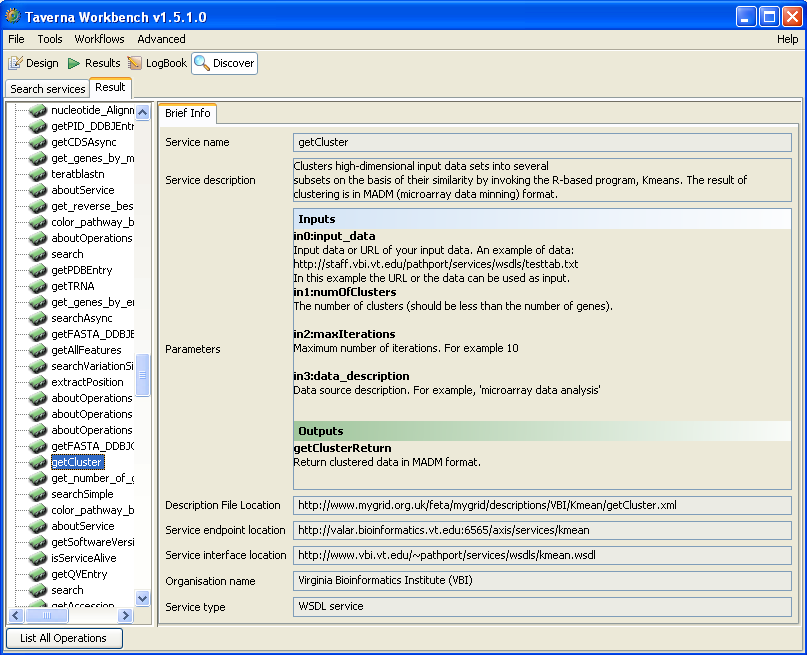 Taverna Workbench v1.5.1.0
File Tools Workflows Advanced Help
Design Results LogBook Discover
Search services Result
nucleotide_Alignm
getPID_DDBJEntr
getCDSAsync
get_genes_by_m
teratblastn
aboutService
get_reverse_bes
color_pathway_b
aboutOperations
search
getPDBEntry
getTRNA
get_genes_by_en
searchAsync
getFASTA_DDBJE
getAllFeatures
searchVariationSi
extractPosition
aboutOperations
aboutOperations
aboutOperations
getFASTA_DDBJC
getCluster
get_number_of_g
searchSimple
color_pathway_b
aboutService
getSoftwareVersi
isServiceAlive
getQVEntry
search
getAccession
List All Operations
Brief Info
Service name getCluster
Service description
Clusters high-dimensional input data sets into several
subsets on the basis of their similarity by invoking the R-based program, Kmeans. The result of
clustering is in MADM (microarray data minning) format.
Parameters
Inputs
in0:input_data
Input data or URL of your input data. An example of data:
http://staff.vbi.vt.edu/pathport/services/wsdls/testtab.txt
In this example the URL or the data can be used as input.
in1:numOfClusters
The number of clusters (should be less than the number of genes).
in2:maxIterations
Maximum number of iterations. For example 10
in3:data_description
Data source description. For example, 'microarray data analysis'
Outputs
getClusterReturn
Return clustered data in MADM format.
Description File Location http://www.mygrid.org.uk/feta/mygrid/descriptions/VBI/Kmean/getCluster.xml
Service endpoint location http://valar.bioinformatics.vt.edu:6565/axis/services/kmean
Service interface location http://www.vbi.vt.edu/~pathport/services/wsdls/kmean.wsdl
Organisation name Virginia Bioinformatics Institute (VBI)
Service type WSDL service